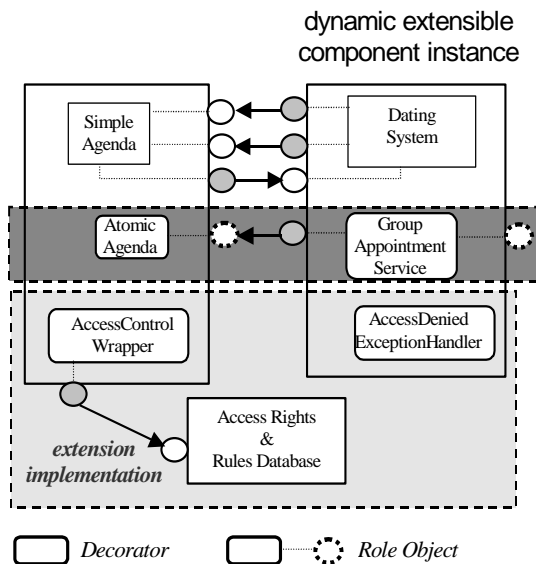 dynamic extensible
component instance
Simple
Agenda
Dating
System
Atomic
Agenda
Group
Appointment
Service
AccessControl
Wrapper
AccessDenied
ExceptionHandler
Access Rights
&
Rules Database
extension
implementation
Decorator
Role Object